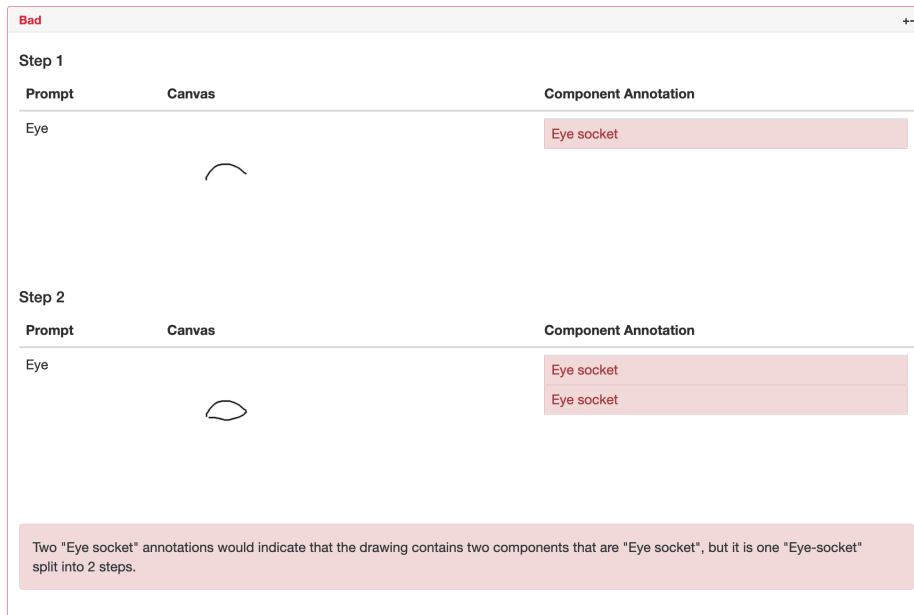 Bad
+-
Step 1
Prompt Canvas Component Annotation
Eye Eye socket
Step 2
Prompt Canvas Component Annotation
Eye Eye socket
Eye socket
Two "Eye socket" annotations would indicate that the drawing contains two components that are "Eye socket", but it is one "Eye-socket"
split into 2 steps.